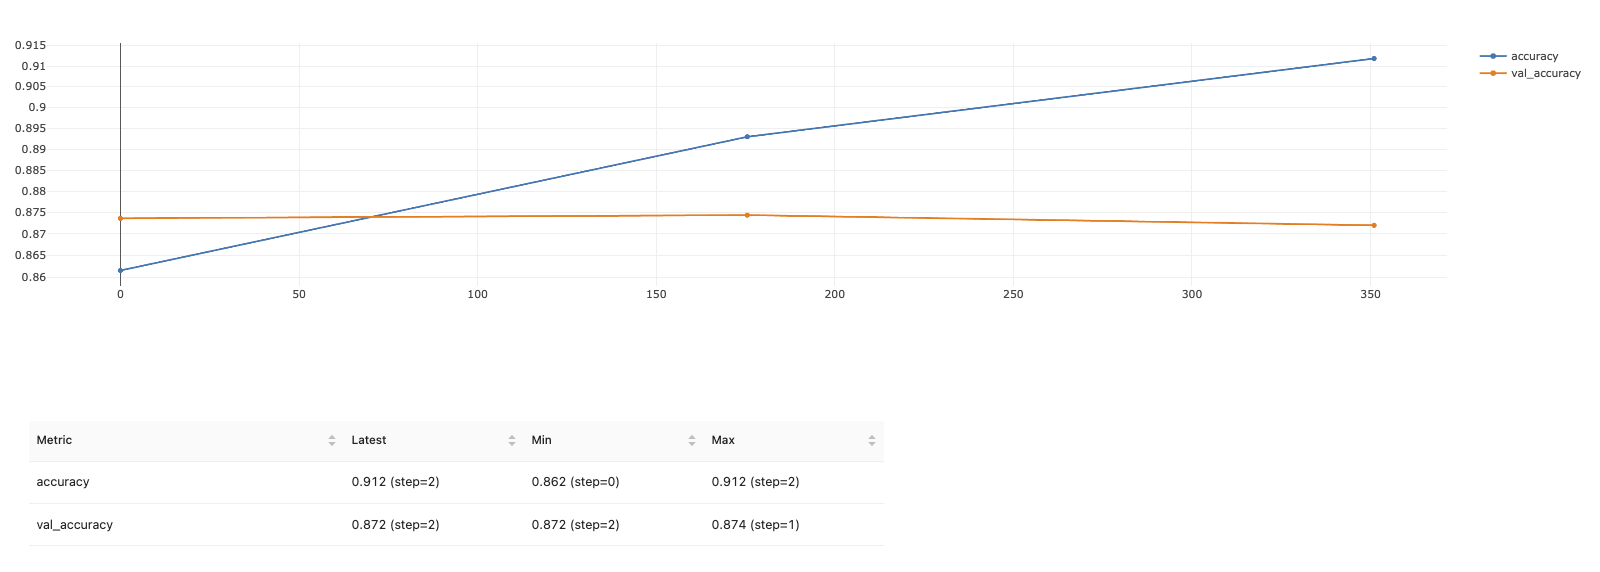 0.915
0.91
0.905
0.9
0.895
0.89
0.885
0.88
0.875
0.87
0.865
0.86
0 50 100 150 200 250 300 350
accuracy
val_accuracy
Metric Latest Min Max
accuracy 0.912 (step=2) 0.862 (step=0) 0.912 (step=2)
val_accuracy 0.872 (step=2) 0.872 (step=2) 0.874 (step=1)